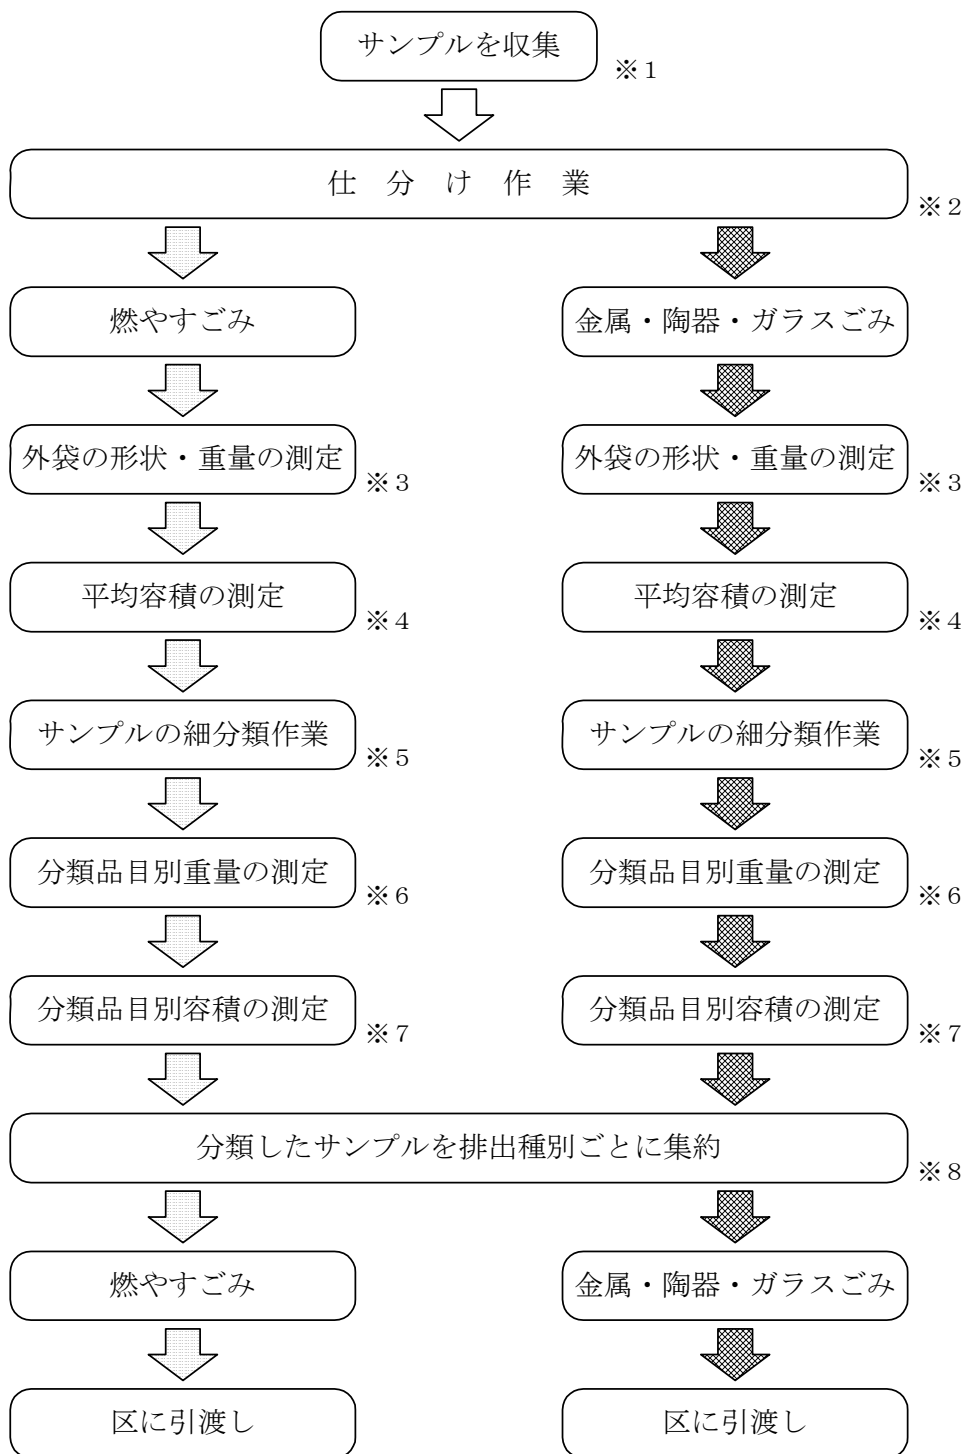 サンプルを収集
※1
仕 分 け 作 業
※2
燃やすごみ
金属・陶器・ガラスごみ
外袋の形状・重量の測定
※3
外袋の形状・重量の測定
※3
平均容積の測定
※4
平均容積の測定
※4
サンプルの細分類作業
※5
サンプルの細分類作業
※5
分類品目別重量の測定
※6
分類品目別重量の測定
※6
分類品目別容積の測定
※7
分類品目別容積の測定
※7
分類したサンプルを排出種別ごとに集約
※8
燃やすごみ
金属・陶器・ガラスごみ
区に引渡し
区に引渡し